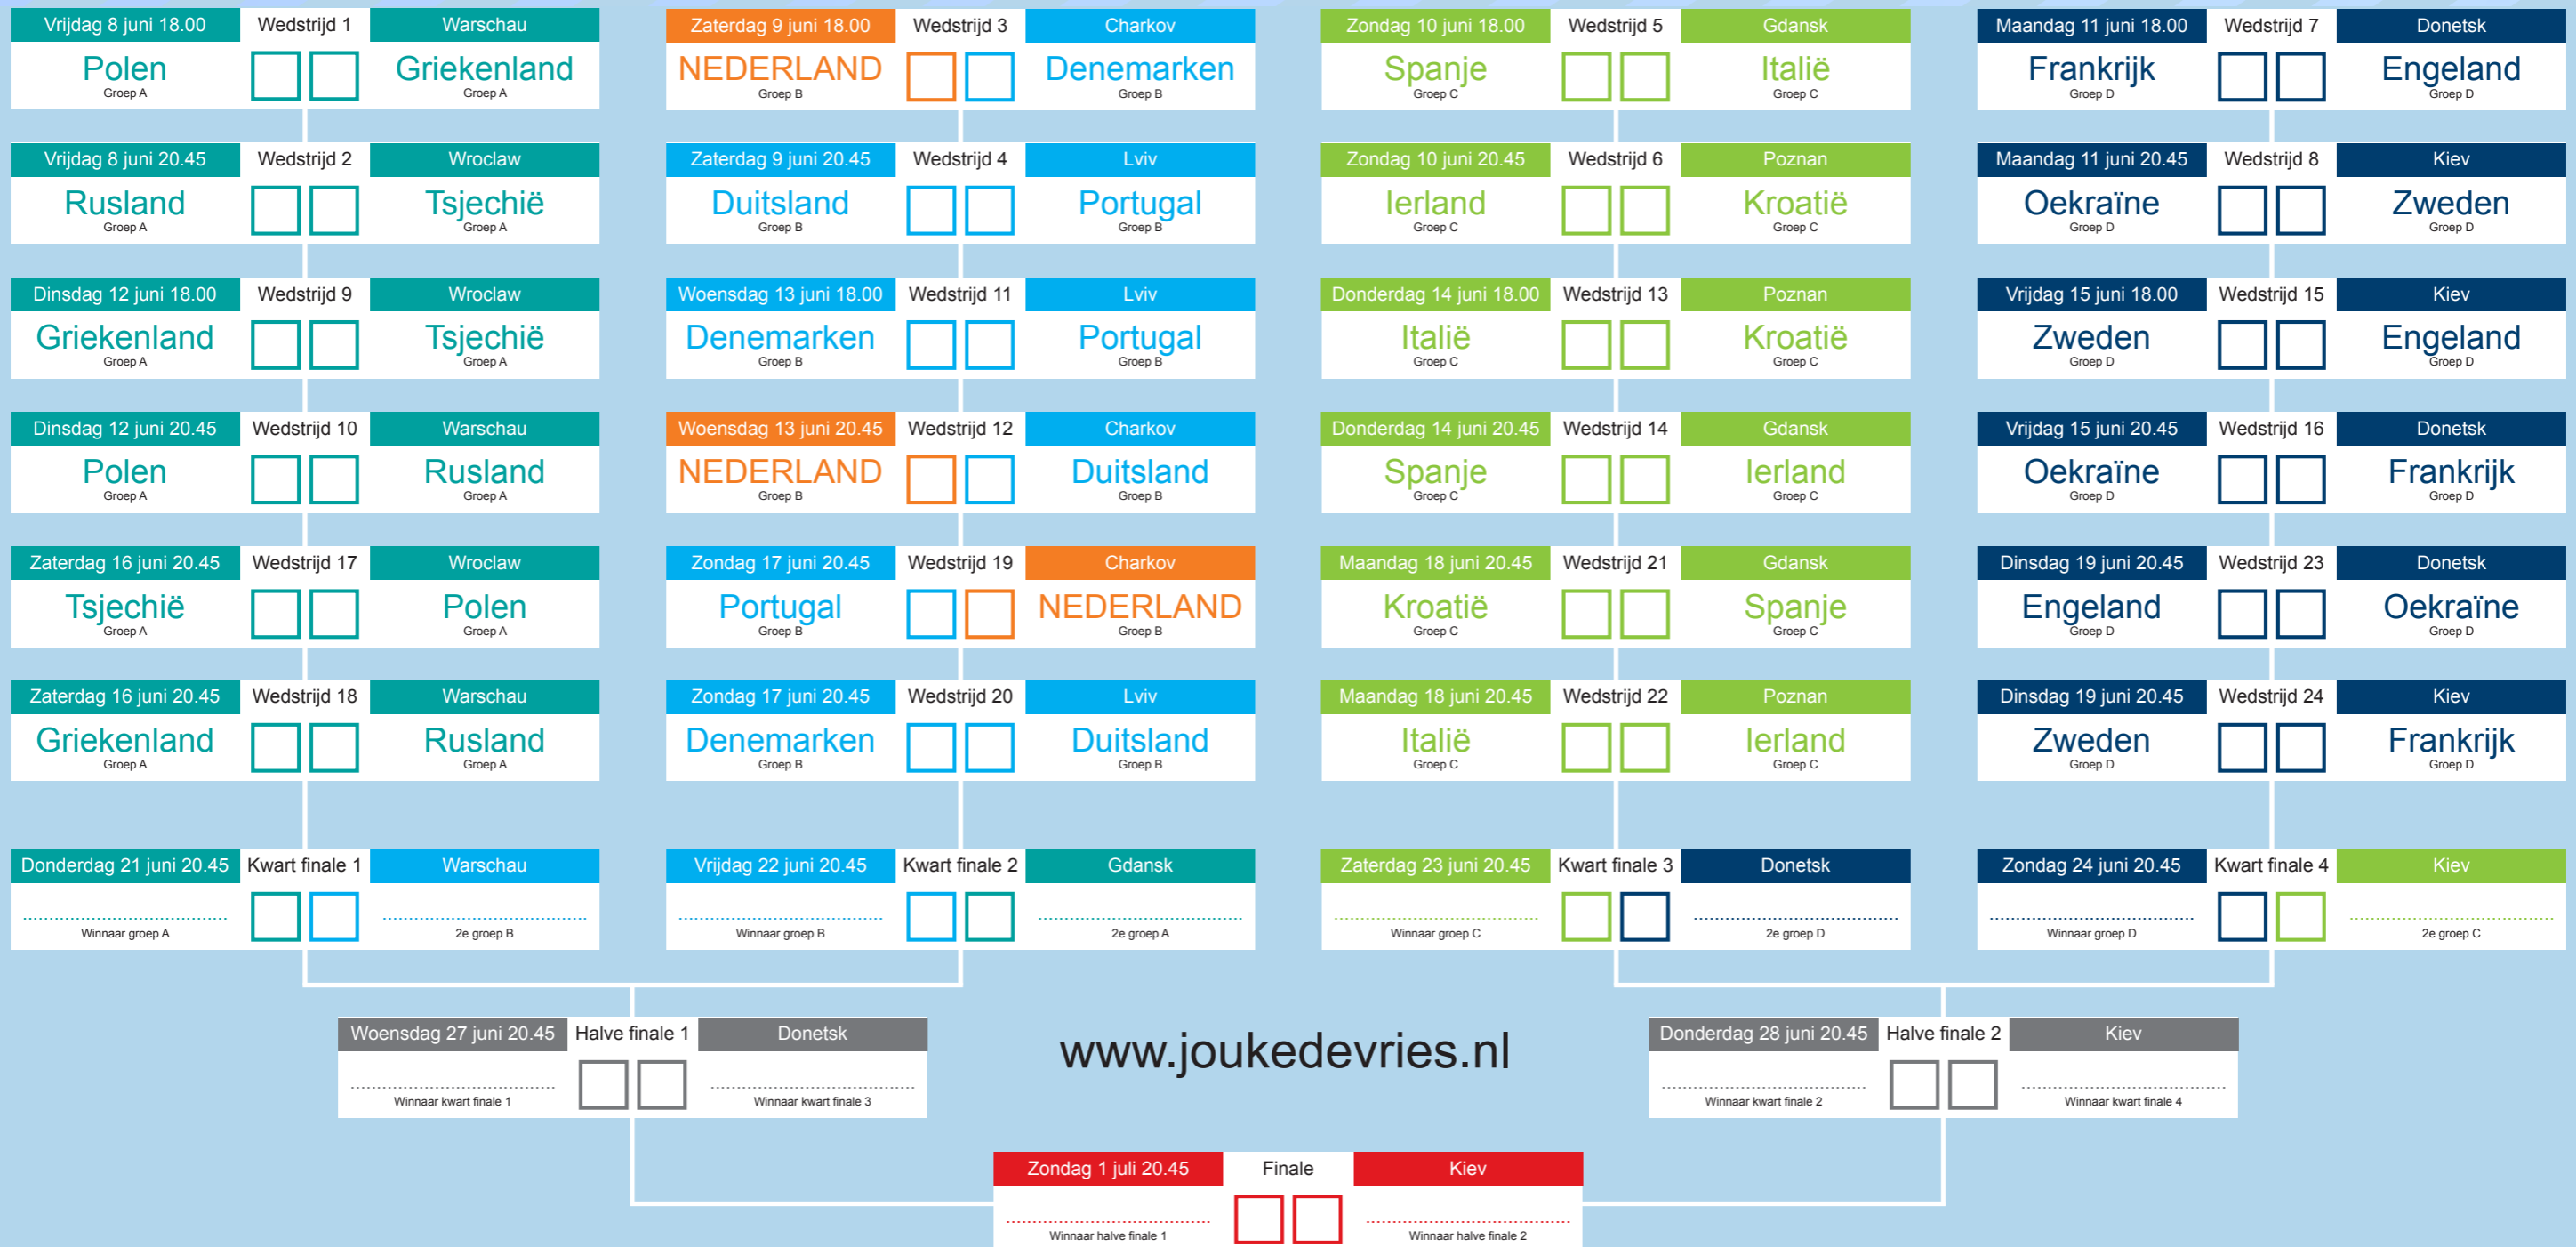 Vrijdag 8 juni 18.00 Wedstrijd 1 Warschau
Polen Griekenland
Groep A Groep A
Zaterdag 9 juni 18.00 Wedstrijd 3 Charkov
NEDERLAND Denemarken
Groep B Groep B
Zondag 10 juni 18.00 Wedstrijd 5 Gdansk
Spanje Italië
Groep C Groep C
Maandag 11 juni 18.00 Wedstrijd 7 Donetsk
Frankrijk Engeland
Groep D Groep D
Vrijdag 8 juni 20.45 Wedstrijd 2 Wroclaw
Rusland Tsjechië
Groep A Groep A
Zaterdag 9 juni 20.45 Wedstrijd 4 Lviv
Duitsland Portugal
Groep B Groep B
Zondag 10 juni 20.45 Wedstrijd 6 Poznan
Ierland Kroatië
Groep C Groep C
Maandag 11 juni 20.45 Wedstrijd 8 Kiev
Oekraïne Zweden
Groep D Groep D
Dinsdag 12 juni 18.00 Wedstrijd 9 Wroclaw
Griekenland Tsjechië
Groep A Groep A
Woensdag 13 juni 18.00 Wedstrijd 11 Lviv
Denemarken Portugal
Groep B Groep B
Donderdag 14 juni 18.00 Wedstrijd 13 Poznan
Italië Kroatië
Groep C Groep C
Vrijdag 15 juni 18.00 Wedstrijd 15 Kiev
Zweden Engeland
Groep D Groep D
Dinsdag 12 juni 20.45 Wedstrijd 10 Warschau
Polen Rusland
Groep A Groep A
Woensdag 13 juni 20.45 Wedstrijd 12 Charkov
NEDERLAND Duitsland
Groep B Groep B
Donderdag 14 juni 20.45 Wedstrijd 14 Gdansk
Spanje Ierland
Groep C Groep C
Vrijdag 15 juni 20.45 Wedstrijd 16 Donetsk
Oekraïne Frankrijk
Groep D Groep D
Zaterdag 16 juni 20.45 Wedstrijd 17 Wroclaw
Tsjechië Polen
Groep A Groep A
Zondag 17 juni 20.45 Wedstrijd 19 Charkov
Portugal NEDERLAND
Groep B Groep B
Maandag 18 juni 20.45 Wedstrijd 21 Gdansk
Kroatië Spanje
Groep C Groep C
Dinsdag 19 juni 20.45 Wedstrijd 23 Donetsk
Engeland Oekraïne
Groep D Groep D
Zaterdag 16 juni 20.45 Wedstrijd 18 Warschau
Griekenland Rusland
Groep A Groep A
Zondag 17 juni 20.45 Wedstrijd 20 Lviv
Denemarken Duitsland
Groep B Groep B
Maandag 18 juni 20.45 Wedstrijd 22 Poznan
Italië Ierland
Groep C Groep C
Dinsdag 19 juni 20.45 Wedstrijd 24 Kiev
Zweden Frankrijk
Groep D Groep D
Donderdag 21 juni 20.45 Kwart finale 1 Warschau
Winnaar groep A 2e groep B
Vrijdag 22 juni 20.45 Kwart finale 2 Gdansk
Winnaar groep B 2e groep A
Zaterdag 23 juni 20.45 Kwart finale 3 Donetsk
Winnaar groep C 2e groep D
Zondag 24 juni 20.45 Kwart finale 4 Kiev
Winnaar groep D 2e groep C
Woensdag 27 juni 20.45 Halve finale 1 Donetsk
Winnaar kwart finale 1 Winnaar kwart finale 3
www.joukedevries.nl
Donderdag 28 juni 20.45 Halve finale 2 Kiev
Winnaar kwart finale 2 Winnaar kwart finale 4
Zondag 1 juli 20.45 Finale Kiev
Winnaar halve finale 1 Winnaar halve finale 2